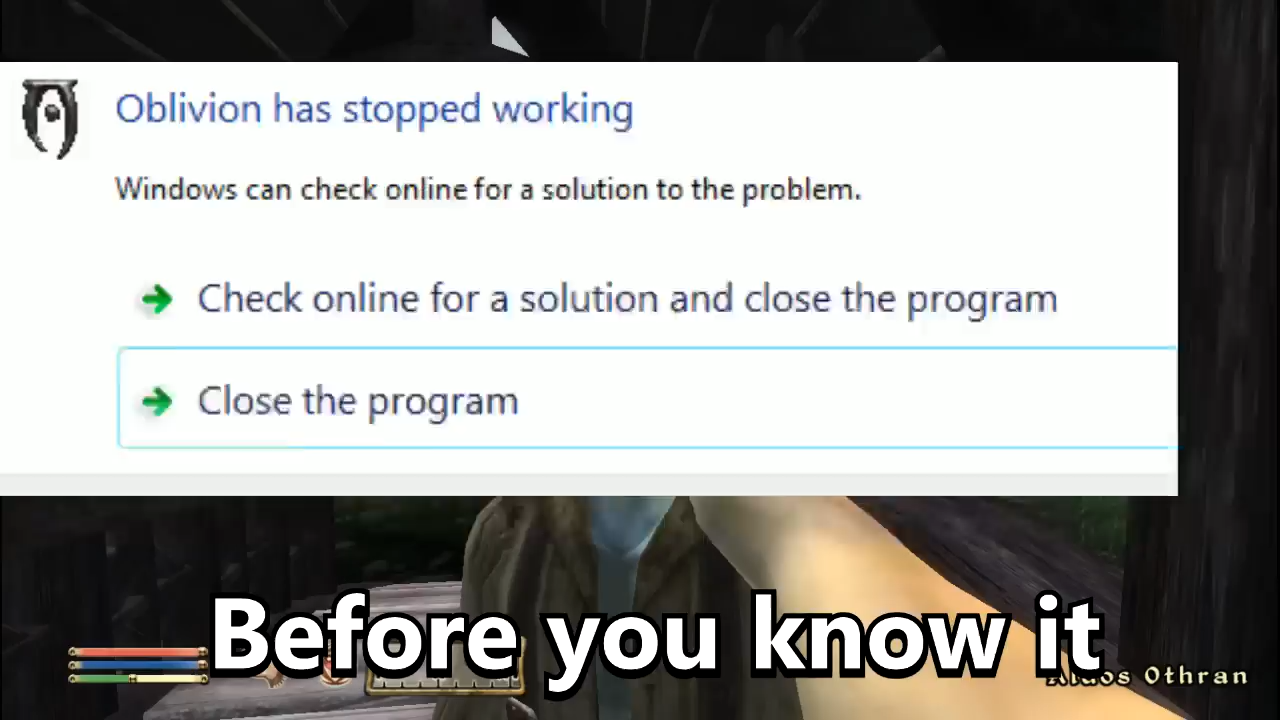 Oblivion has stopped working
Windows can check online for a solution to the problem.
Check online for a solution and close the program
Close the program
Before you know it
Othran